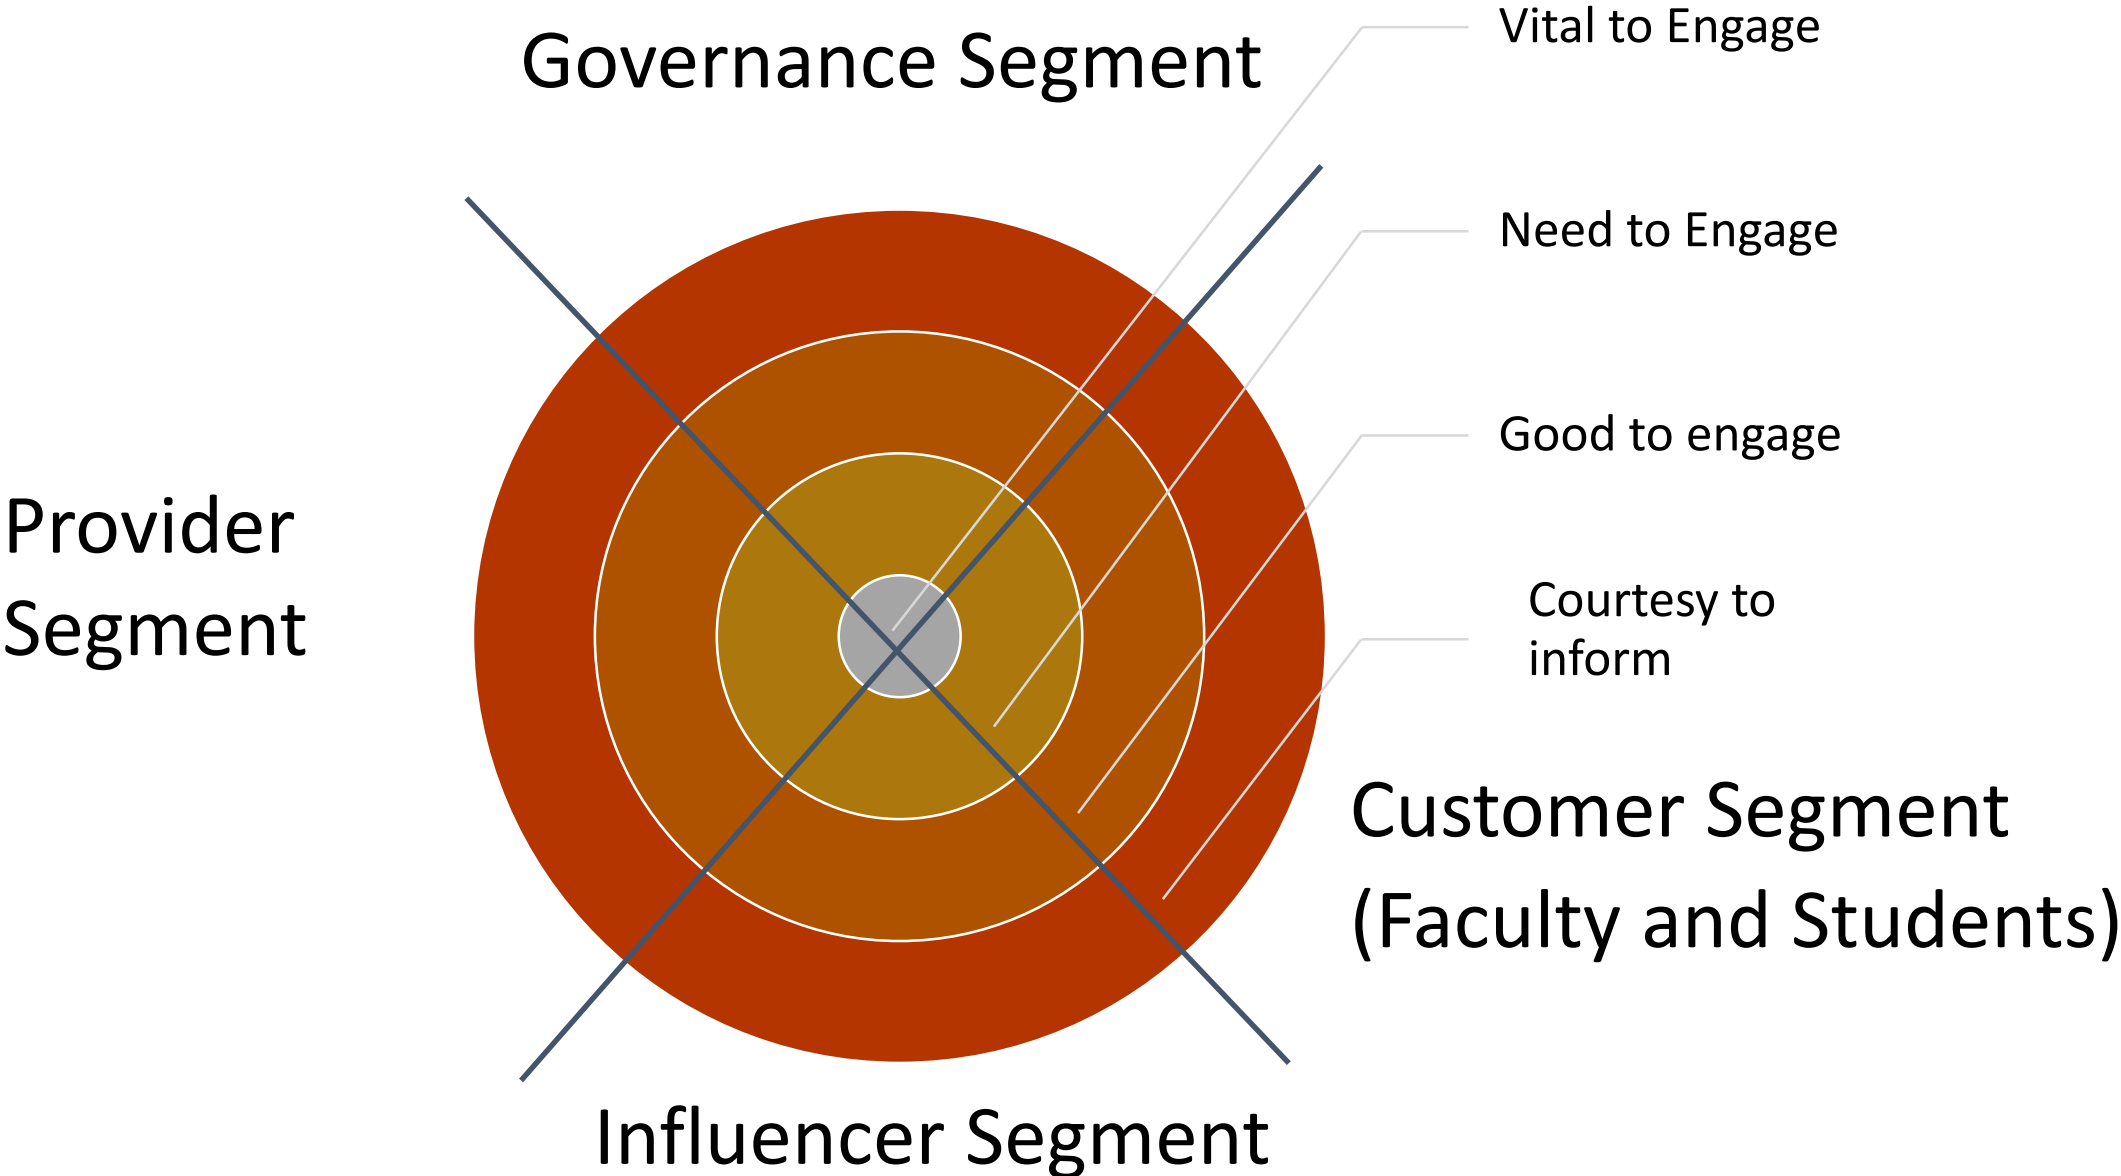 Governance Segment
Vital to Engage
Need to Engage
Good to engage
Provider
Segment
Courtesy to
inform
Customer Segment
(Faculty and Students)
Influencer Segment